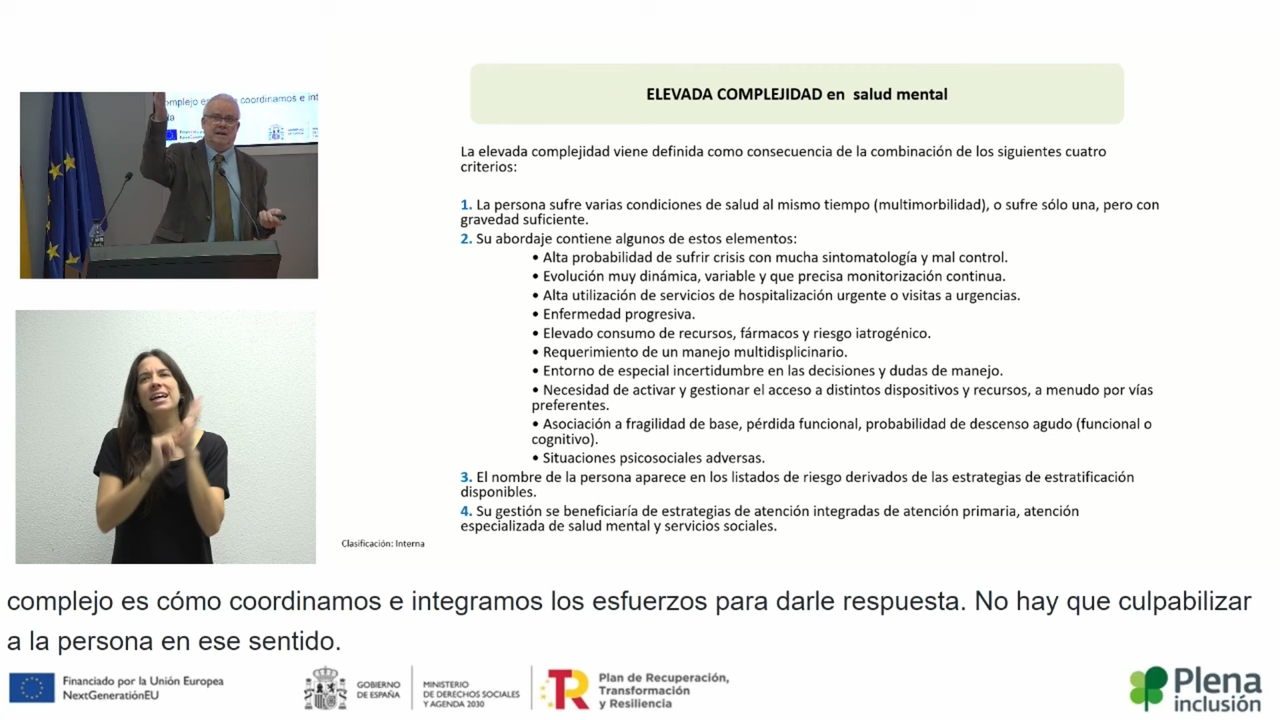 omplejo es
coordinamos e int
da
ELEVADA COMPLEJIDAD en salud mental
La elevada complejidad viene definida como consecuencia de la combinación de los siguientes cuatro
criterios:
1. La persona sufre varias condiciones de salud al mismo tiempo (multimorbilidad), o sufre sólo una, pero con
gravedad suficiente.
2. Su abordaje contiene algunos de estos elementos:
• Alta probabilidad de sufrir crisis con mucha sintomatología y mal control.
• Evolución muy dinámica, variable y que precisa monitorización continua.
• Alta utilización de servicios de hospitalización urgente o visitas a urgencias.
• Enfermedad progresiva.
• Elevado consumo de recursos, fármacos y riesgo iatrogénico.
• Requerimiento de un manejo multidisplicinario.
• Entorno de especial incertidumbre en las decisiones y dudas de manejo.
• Necesidad de activar y gestionar el acceso a distintos dispositivos y recursos, a menudo por vías
preferentes.
• Asociación a fragilidad de base, pérdida funcional, probabilidad de descenso agudo (funcional o
cognitivo).
• Situaciones psicosociales adversas.
3. El nombre de la persona aparece en los listados de riesgo derivados de las estrategias de estratificación
disponibles.
4. Su gestión se beneficiaría de estrategias de atención integradas de atención primaria, atención
especializada de salud mental y servicios sociales.
Clasificación: Interna
complejo es cómo coordinamos e integramos los esfuerzos para darle respuesta. No hay que culpabilizar
a la persona en ese sentido.
Financiado por la Unión Europea
NextGenerationEU
GOBIERNO
DE ESPAÑA
MINISTERIO
DE DERECHOS SOCIALES
Y AGENDA 2030
Plan de Recuperación,
Transformación
y Resiliencia
Plena
inclusión